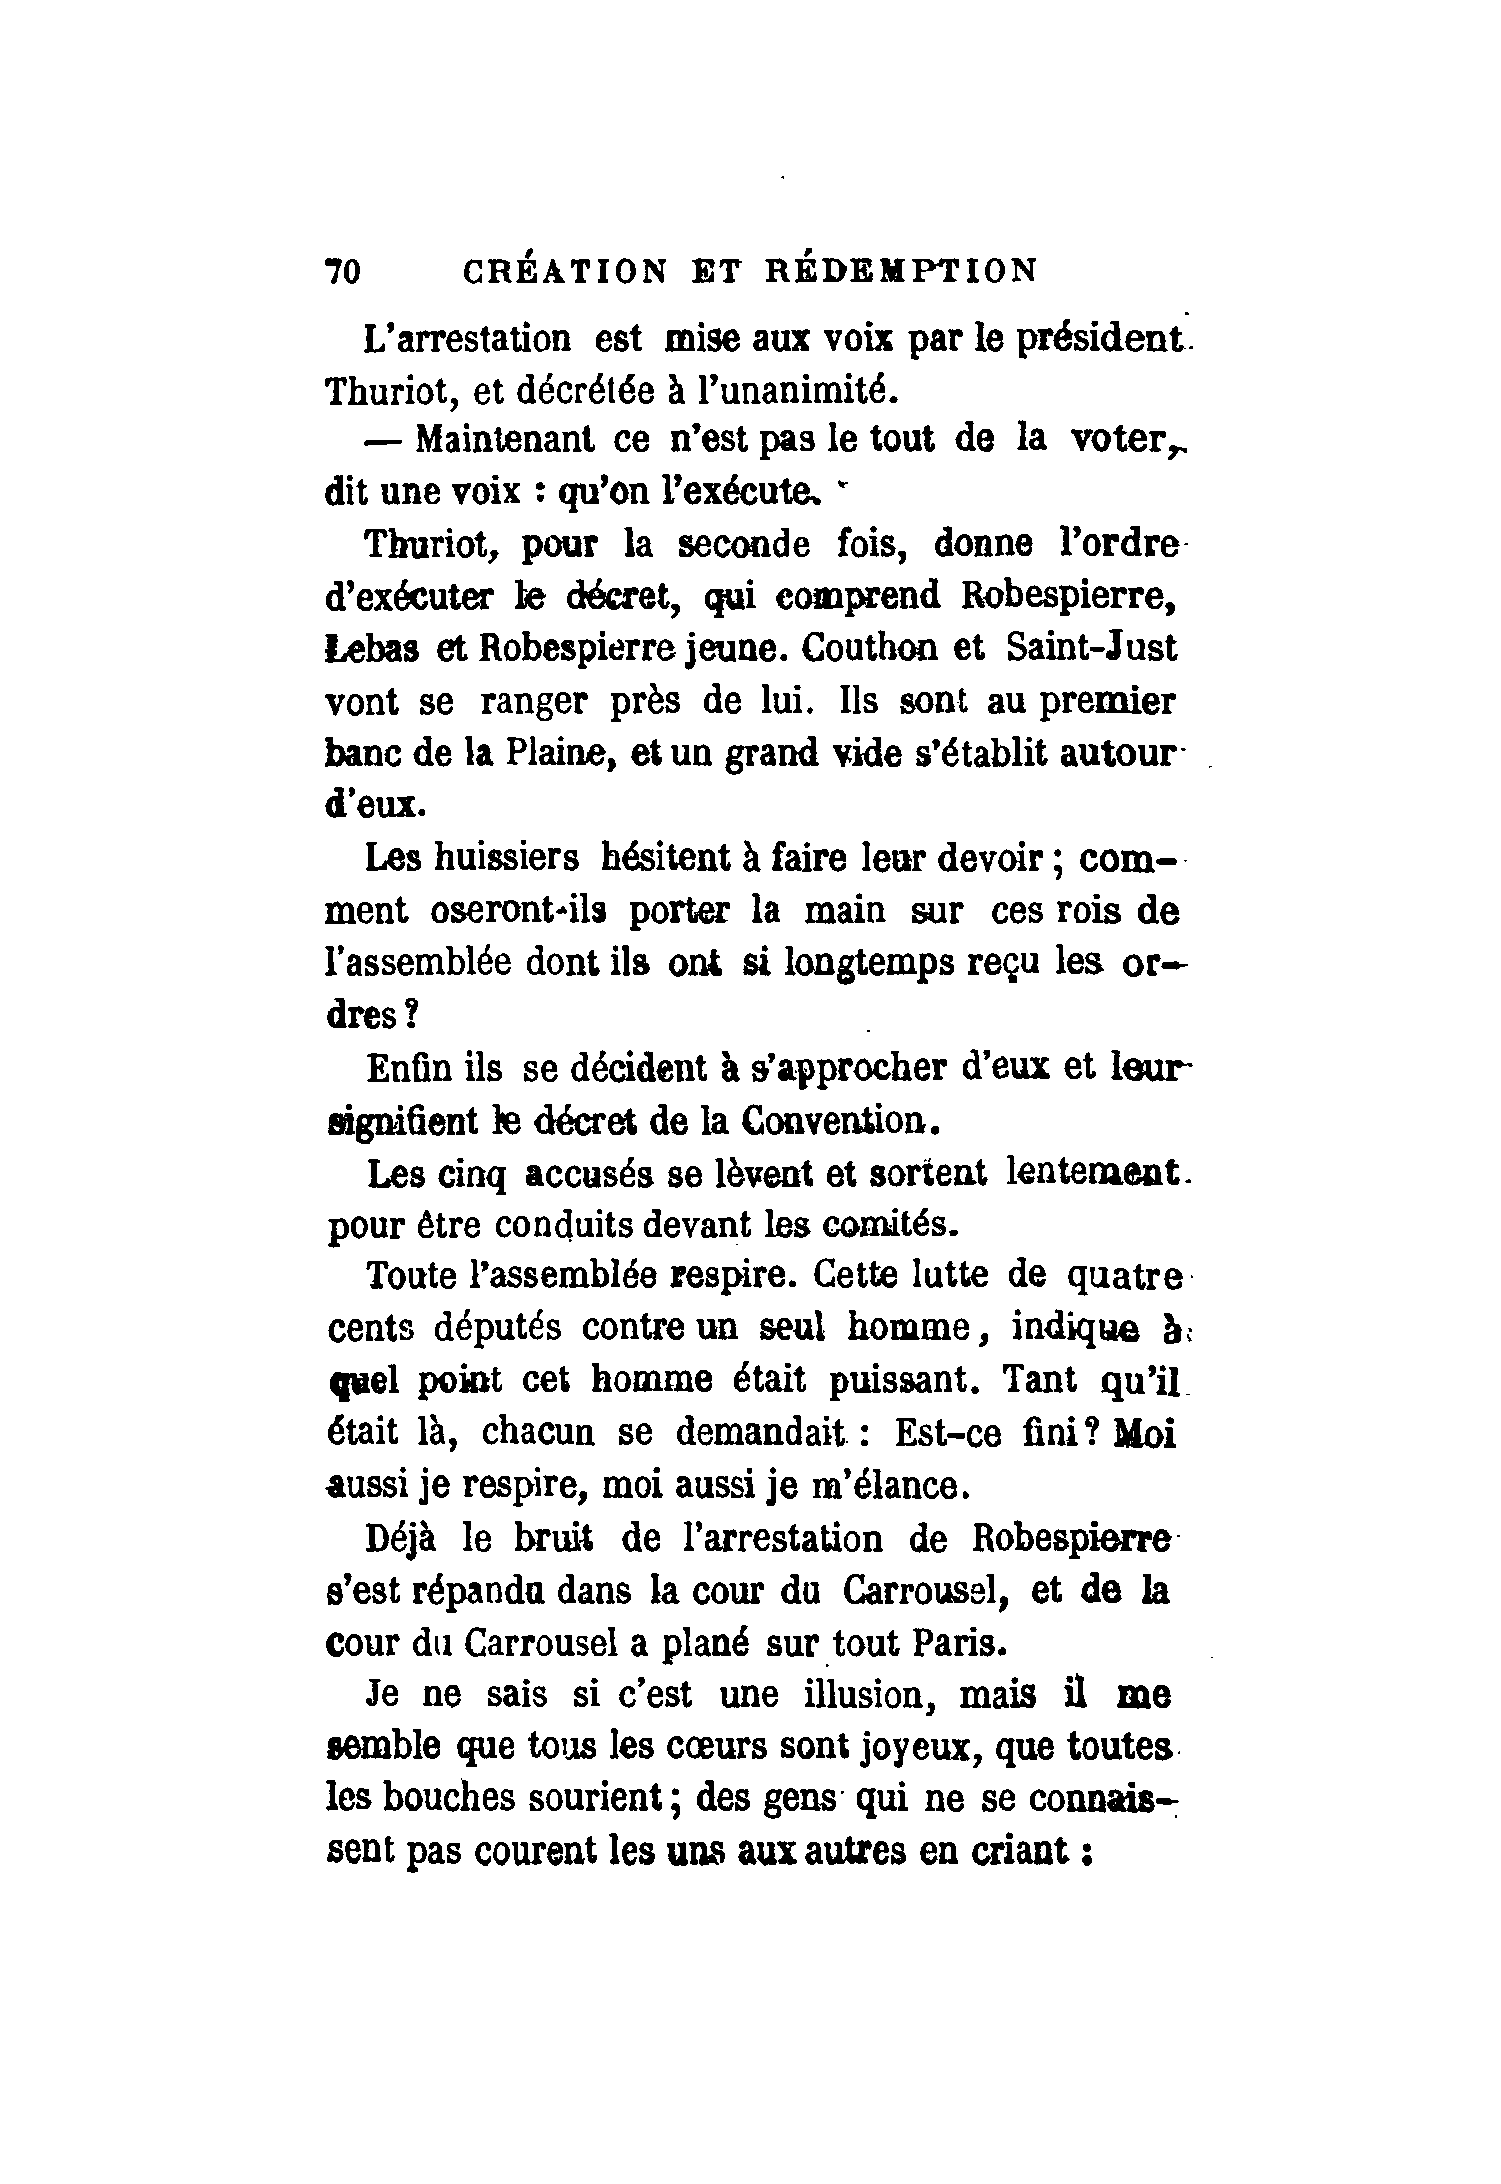 70 CRÉATION ET RÉDEMPTION
L'arrestation est mise aux voix par le président
Thuriot, et décrétée à l'unanimité.
— Maintenant ce n'est pas le tout de la voter,
dit une voix : qu'on l'exécute.
Thuriot, pour la seconde fois, donne l'ordre
d'exécuter le décret, qui comprend Robespierre,
Lebas et Robespierre jeune. Couthon et Saint-Just
vont se ranger près de lui. Ils sont au premier
banc de la Plaine, et un grand vide s'établit autour
d'eux.
Les huissiers hésitent à faire leur devoir ; com-
ment oseront-ils porter la main sur ces rois de
l'assemblée dont ils ont si longtemps reçu les or-
dres ?
Enfin ils se décident à s'approcher d'eux et leur
signifient le décret de la Convention.
Les cinq accusés se lèvent et sortent lentement
pour être conduits devant les comités.
Toute l'assemblée respire. Cette lutte de quatre
cents députés contre un seul homme, indique à
quel point cet homme était puissant. Tant qu'il
était là, chacun se demandait : Est-ce fini ? Moi
aussi je respire, moi aussi je m'élance.
Déjà le bruit de l'arrestation de Robespierre
s'est répandu dans la cour du Carrousel, et de la
cour du Carrousel a plané sur tout Paris.
Je ne sais si c'est une illusion, mais il me
semble que tous les cœurs sont joyeux, que toutes
les bouches sourient ; des gens qui ne se connais-
sent pas courent les uns aux autres en criant :